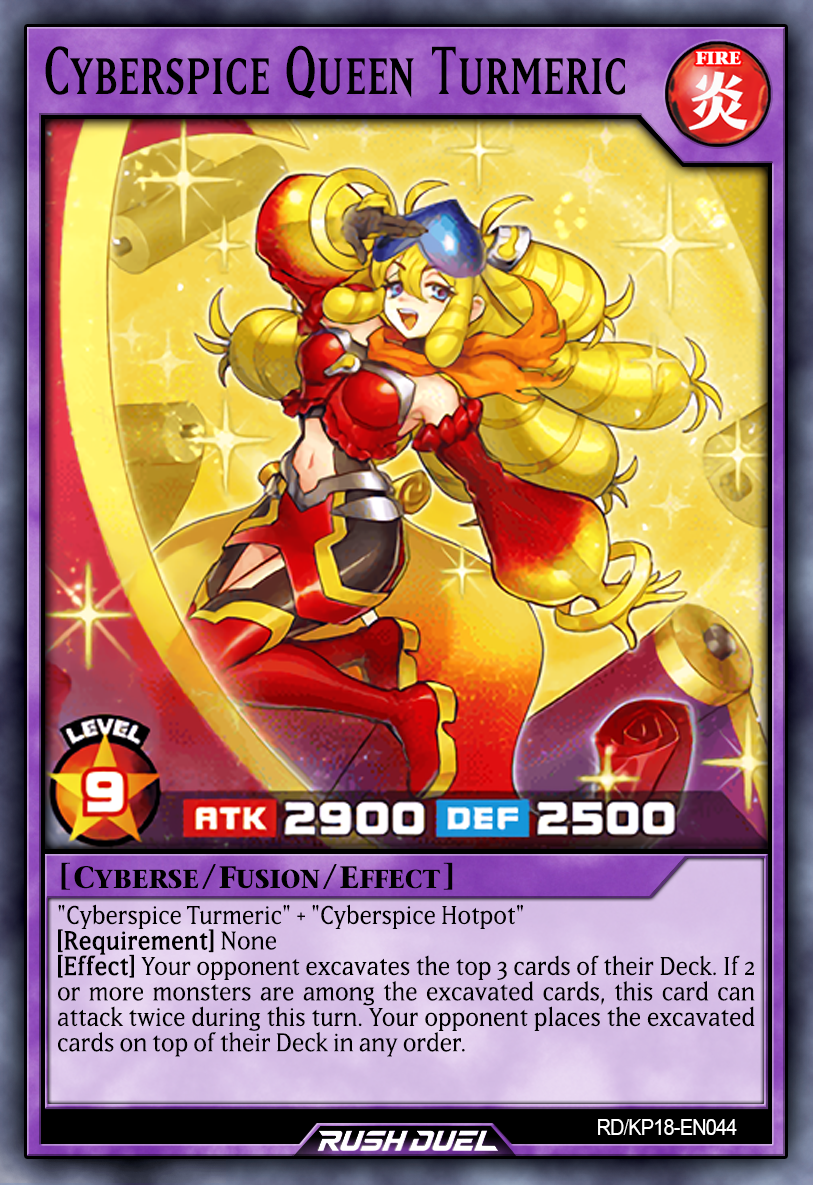 Cyberspice Queen Turmeric
FIRE
炎
LEVEL
9
ATK 2900 DEF 2500
[Cyberse/Fusion/Effect]
"Cyberspice Turmeric" + "Cyberspice Hotpot"
[Requirement] None
[Effect] Your opponent excavates the top 3 cards of their Deck. If 2
or more monsters are among the excavated cards, this card can
attack twice during this turn. Your opponent places the excavated
cards on top of their Deck in any order.
RD/KP18-EN044
RUSH DUEL